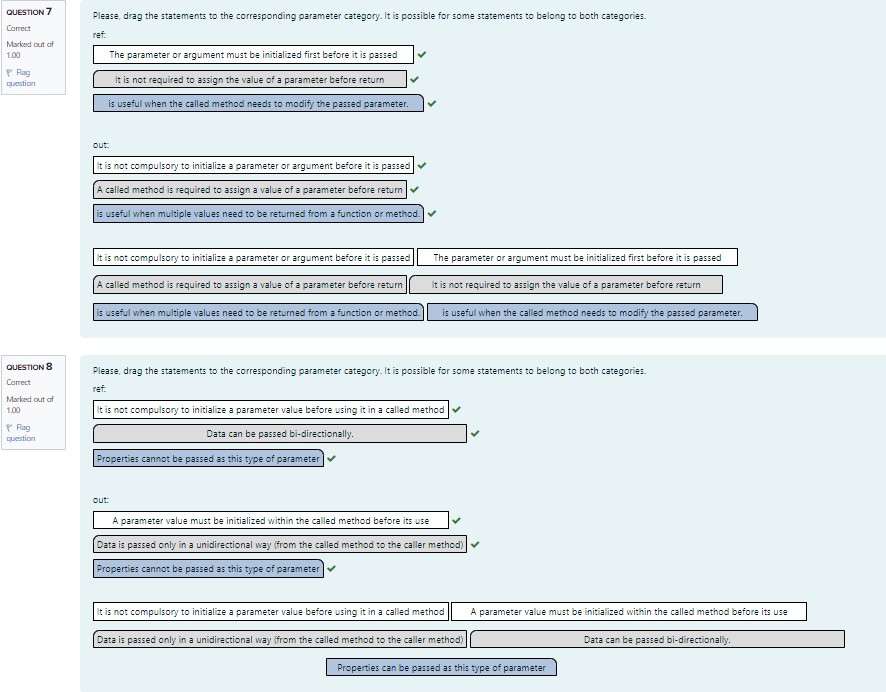 QUESTION 7
Correct
Marked out of
1.00
Flag
question
Please, drag the statements to the corresponding parameter category. It is possible for some statements to belong to both categories.
ref:
The parameter or argument must be initialized first before it is passed
It is not required to assign the value of a parameter before return
is useful when the called method needs to modify the passed parameter.
out:
It is not compulsory to initialize a parameter or argument before it is passed
A called method is required to assign a value of a parameter before return
is useful when multiple values need to be returned from a function or method.
It is not compulsory to initialize a parameter or argument before it is passed The parameter or argument must be initialized first before it is passed
A called method is required to assign a value of a parameter before return It is not required to assign the value of a parameter before return
is useful when multiple values need to be returned from a function or method. is useful when the called method needs to modify the passed parameter.
QUESTION 8
Correct
Marked out of
1.00
Flag
question
Please, drag the statements to the corresponding parameter category. It is possible for some statements to belong to both categories.
ref:
It is not compulsory to initialize a parameter value before using it in a called method
Data can be passed bi-directionally.
Properties cannot be passed as this type of parameter
out:
A parameter value must be initialized within the called method before its use
Data is passed only in a unidirectional way (from the called method to the caller method)
Properties cannot be passed as this type of parameter
It is not compulsory to initialize a parameter value before using it in a called method A parameter value must be initialized within the called method before its use
Data is passed only in a unidirectional way (from the called method to the caller method) Data can be passed bi-directionally.
Properties can be passed as this type of parameter